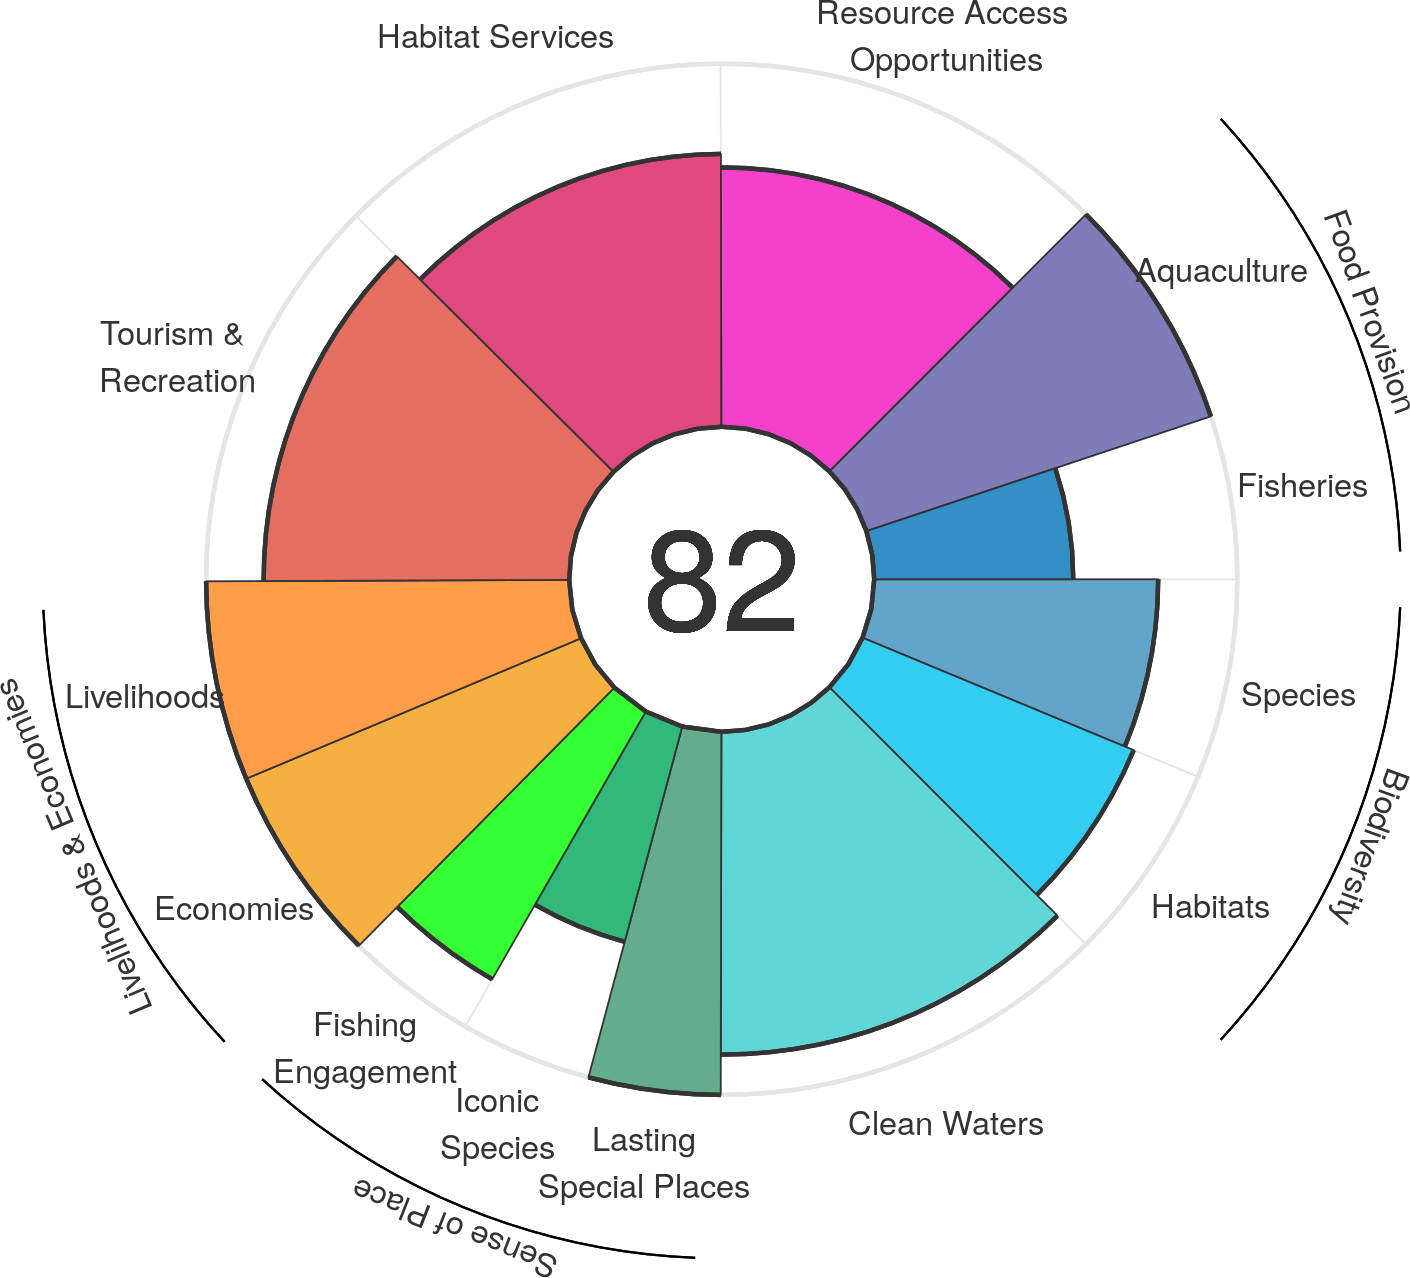 Habitat Services
Resource Access
Opportunities
Food Provision
Aquaculture
Fisheries
Tourism &
Recreation
82
Species
Biodiversity
Habitats
Livelihoods
Livelihoods & Economies
Economies
Fishing
Engagement
Iconic
Species
Lasting
Special Places
Clean Waters
Sense of Place